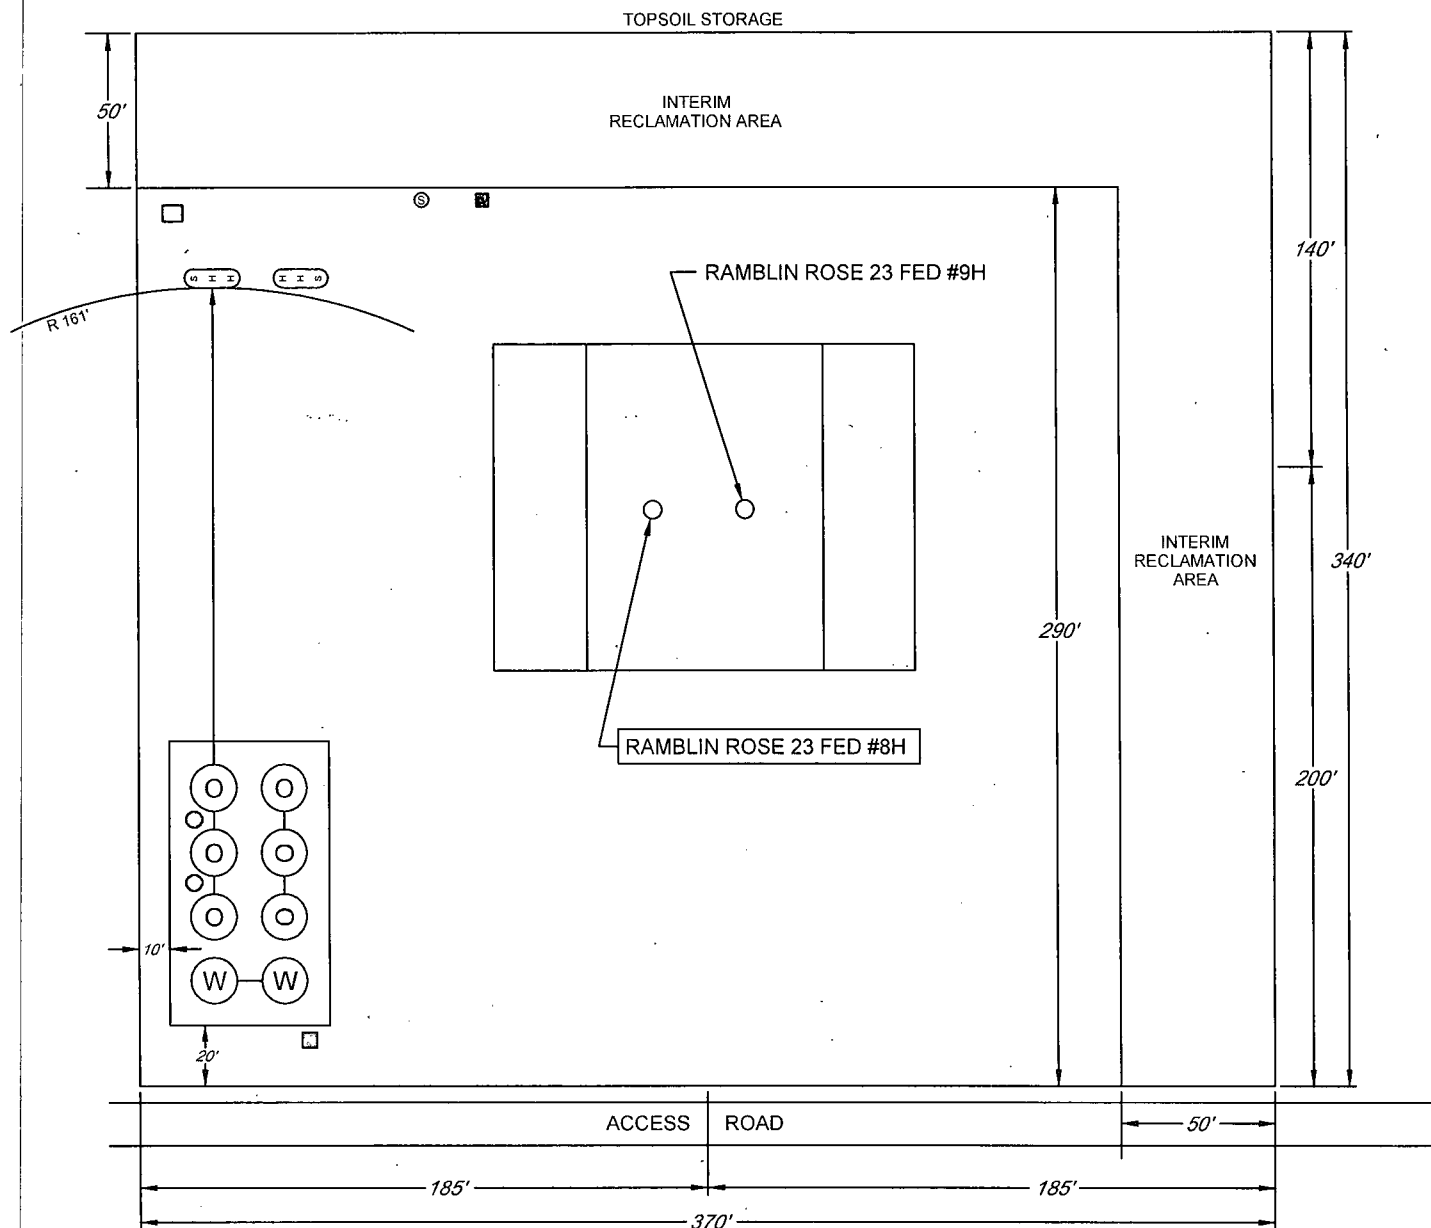 TOPSOIL STORAGE
50'
INTERIM
RECLAMATION AREA
S
S H H
H H S
R 161'
RAMBLIN ROSE 23 FED #9H
140'
INTERIM
RECLAMATION
AREA
340'
290'
RAMBLIN ROSE 23 FED #8H
200'
O O
O O
O O
10'
W W
20'
ACCESS ROAD
50'
185' 185'
370'